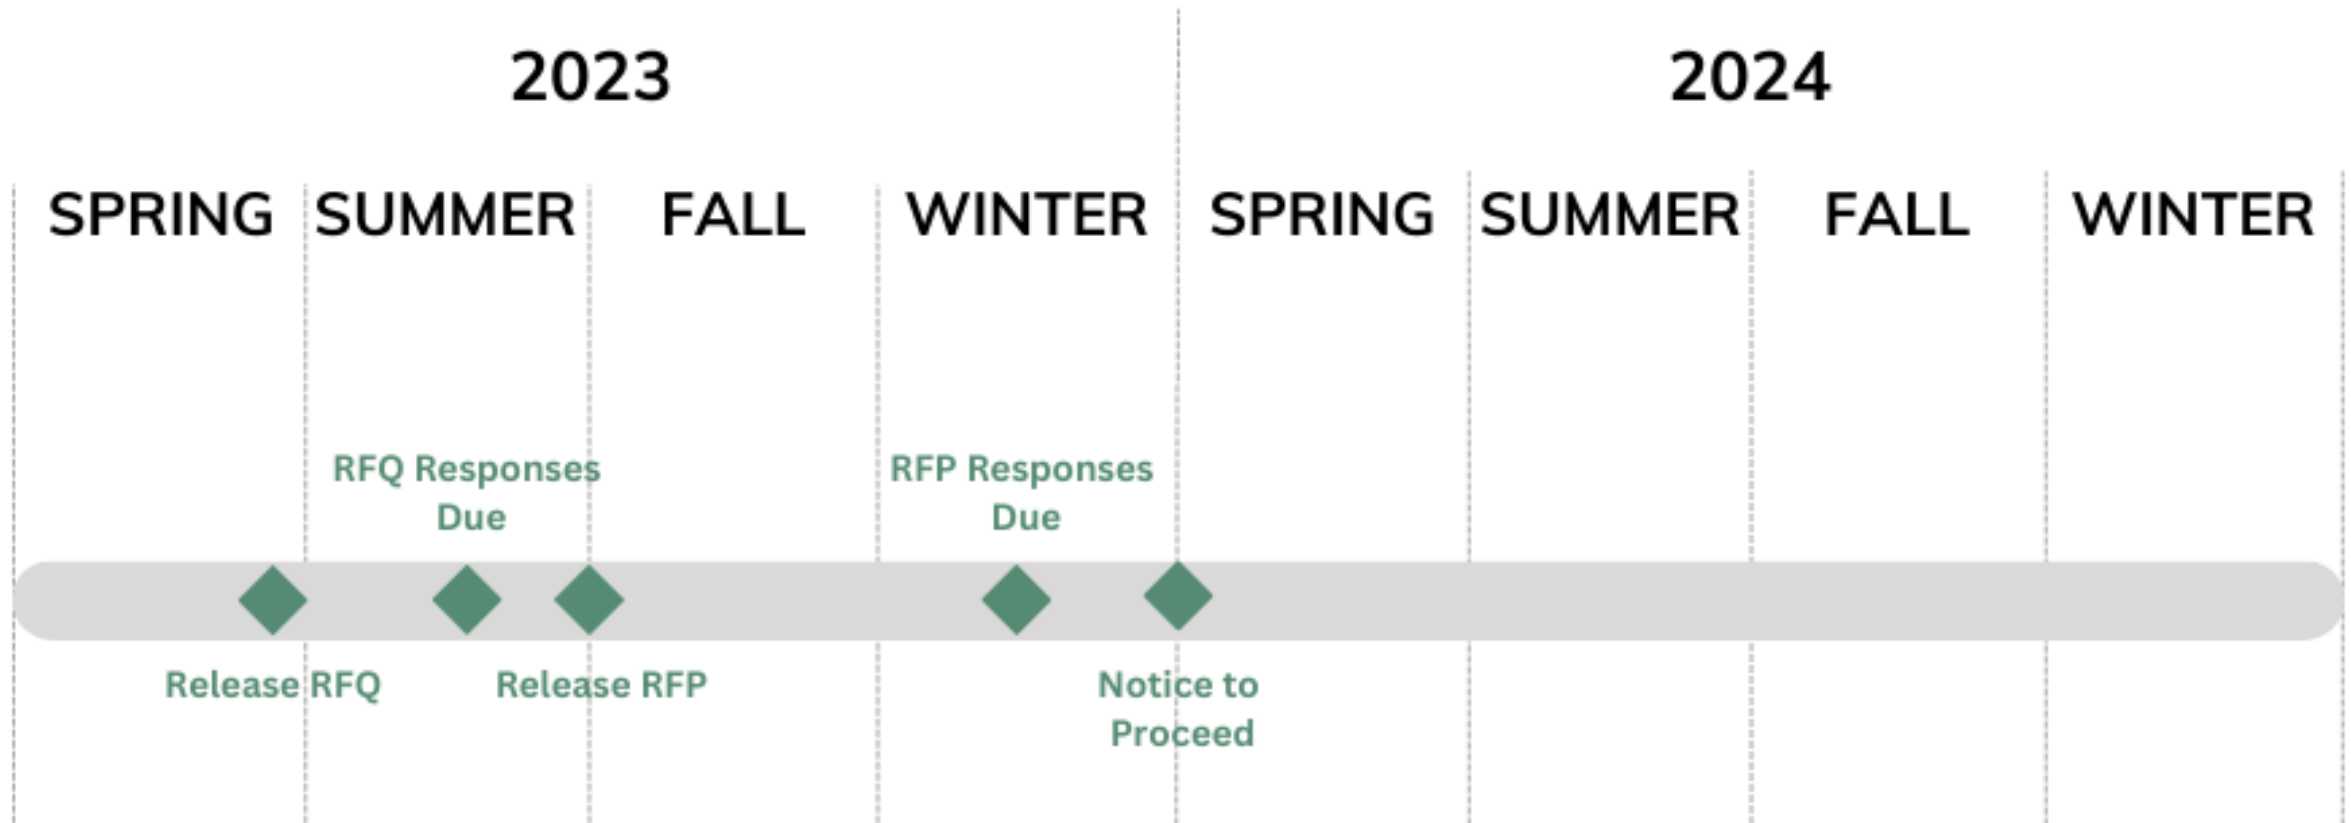 2023
2024
SPRING
SUMMER
FALL
WINTER
SPRING
SUMMER
FALL
WINTER
RFQ Responses
Due
RFP Responses
Due
Release RFQ
Release RFP
Notice to
Proceed